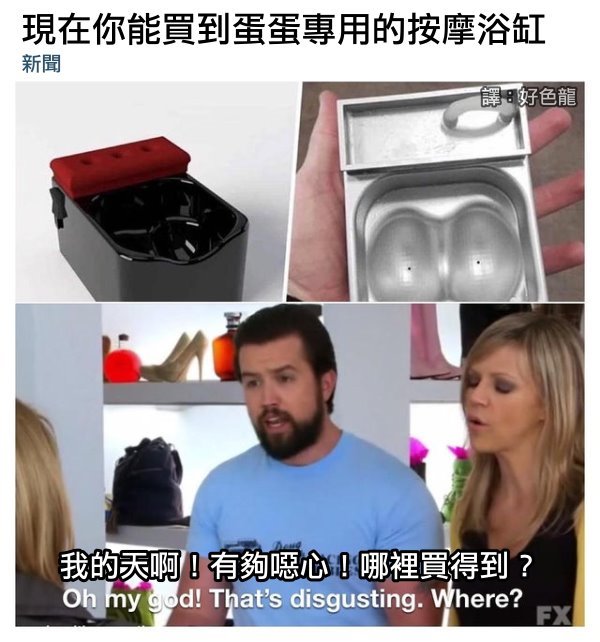 現在你能買到蛋蛋專用的按摩浴缸
新聞
譯：好色龍
我的天啊！有夠噁心！哪裡買得到？
Oh my god! That's disgusting. Where?
FX